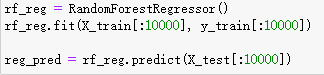 rf_reg = RandomForestRegressor()
rf_reg.fit(X_train[:10000], y_train[:10000])
reg_pred = rf_reg.predict(X_test[:10000])